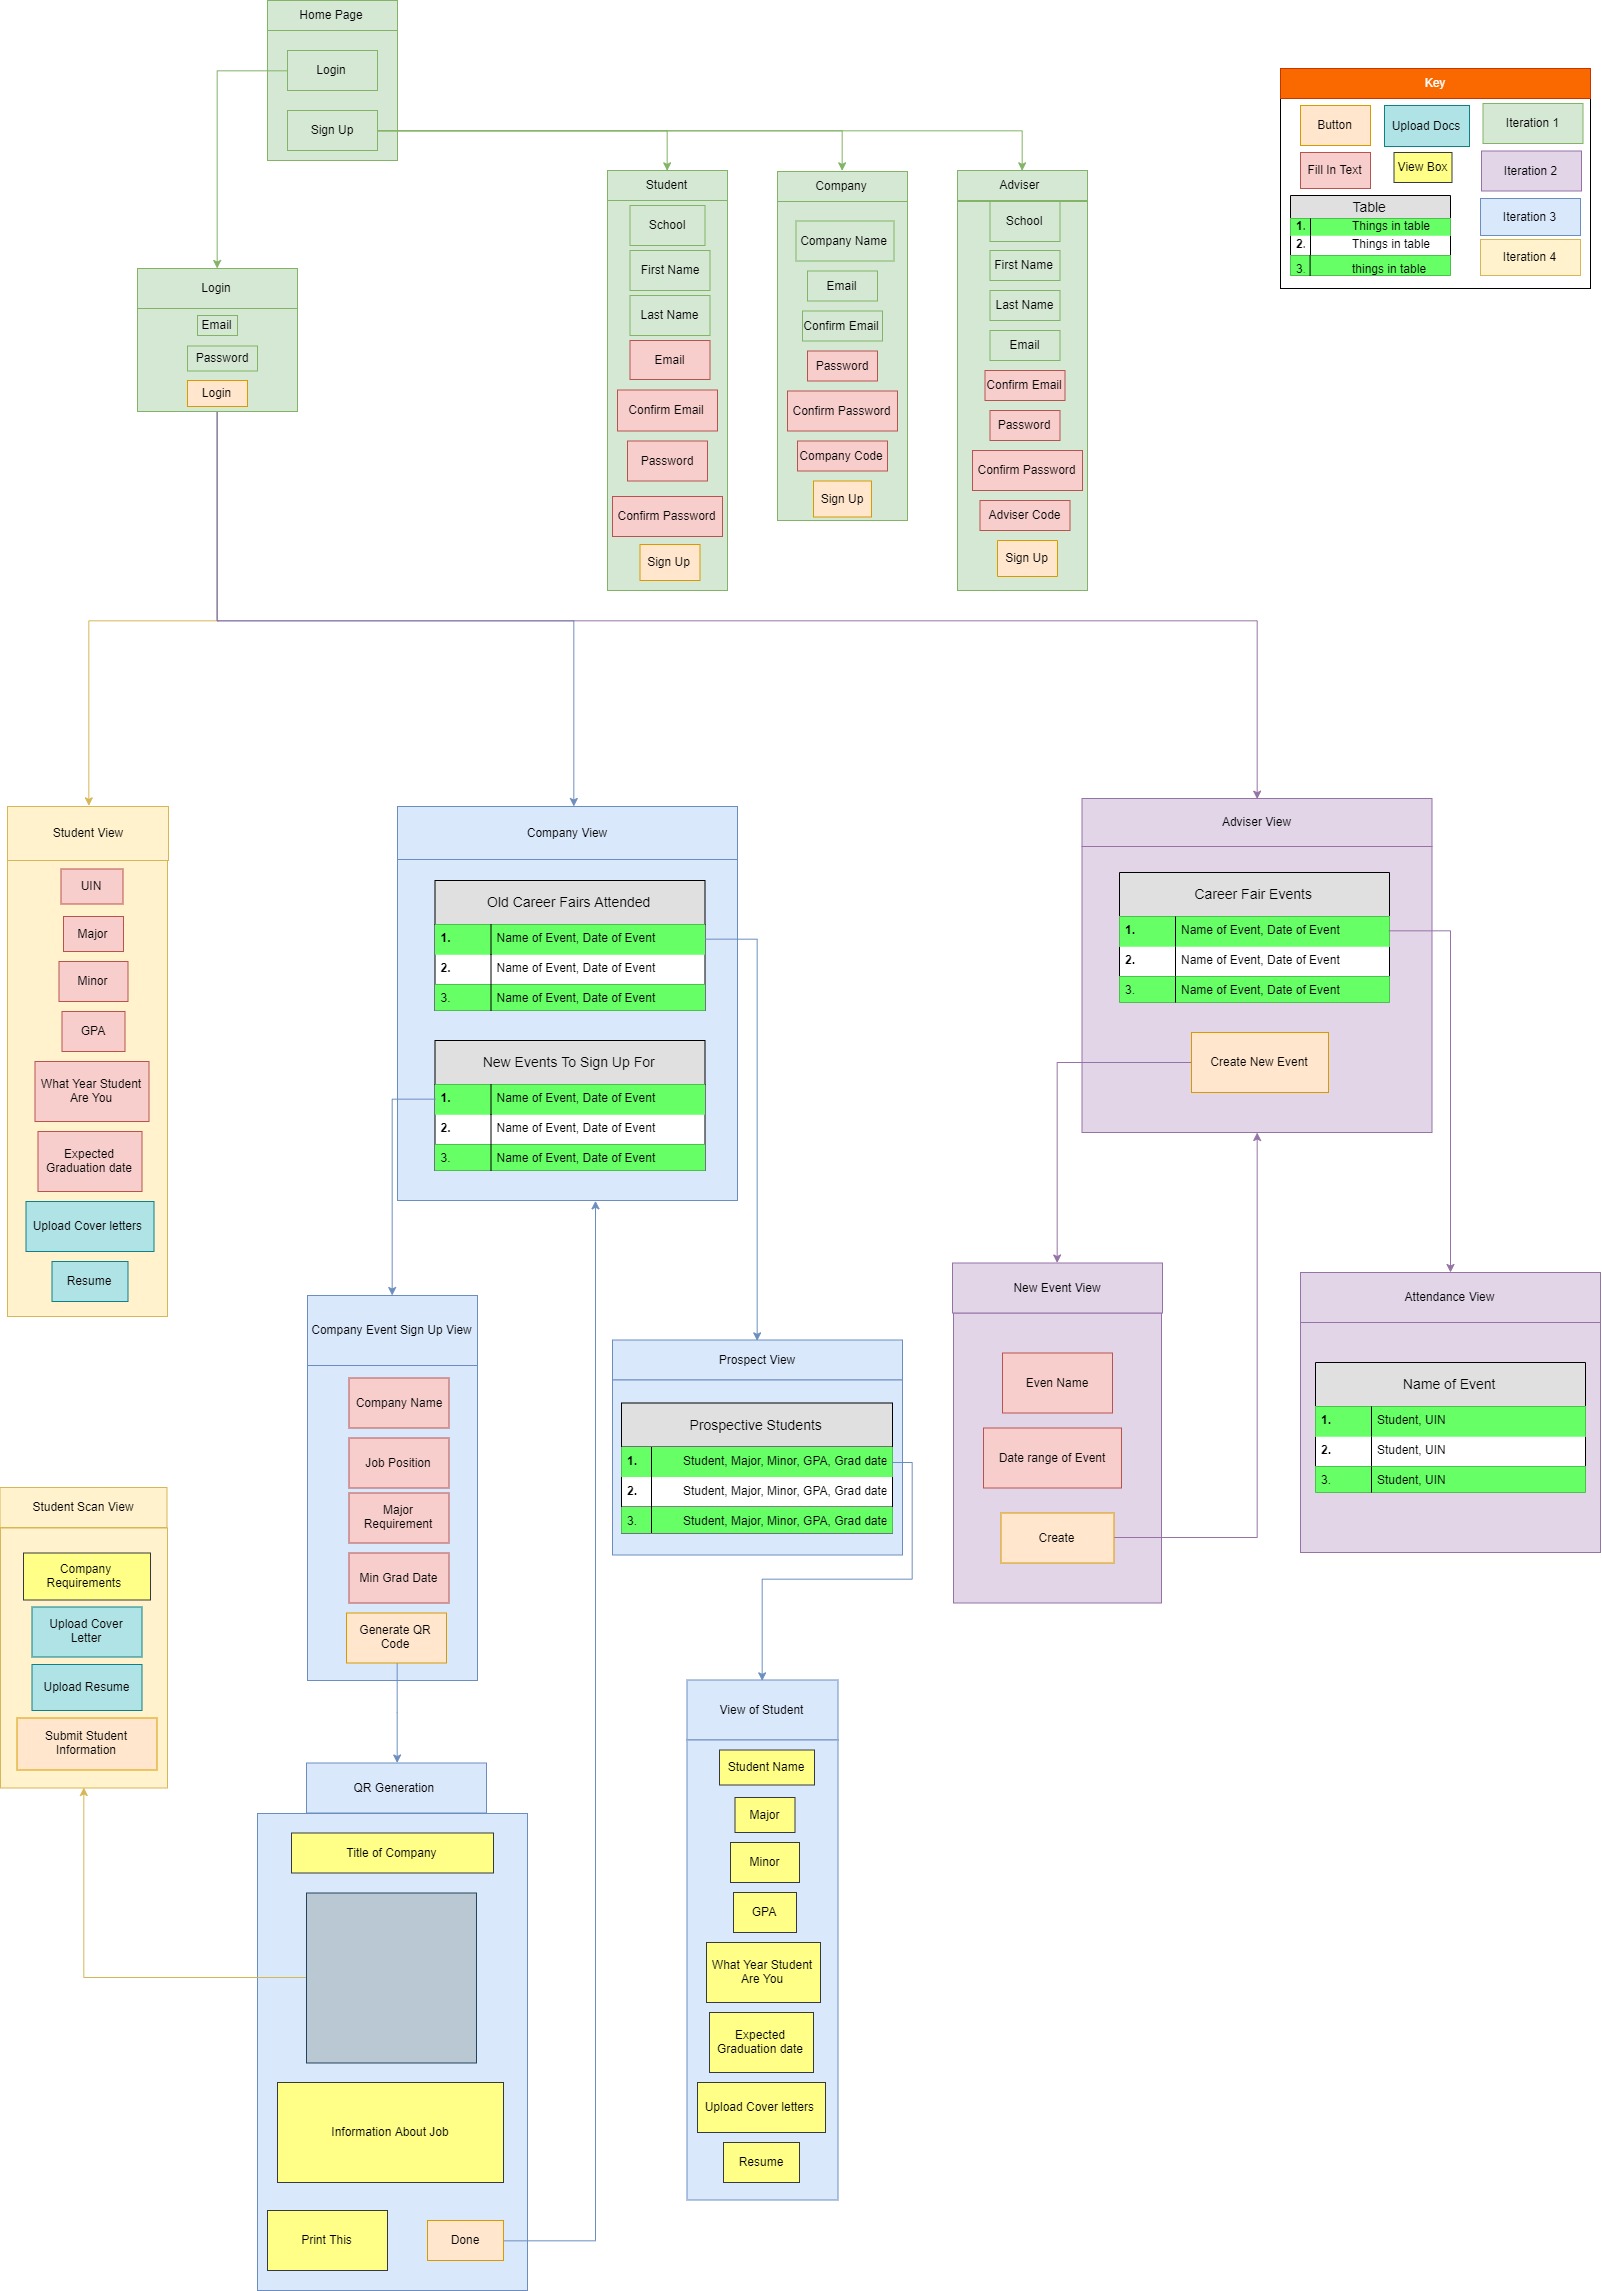 Home Page
Login
Sign Up
Key
Button
Upload Docs
Iteration 1
Fill In Text
View Box
Iteration 2
Table
1. Things in table
2. Things in table
3. things in table
Iteration 3
Iteration 4
Student
School
First Name
Last Name
Email
Confirm Email
Password
Confirm Password
Sign Up
Company
Company Name
Email
Confirm Email
Password
Confirm Password
Company Code
Sign Up
Adviser
School
First Name
Last Name
Email
Confirm Email
Password
Confirm Password
Adviser Code
Sign Up
Login
Email
Password
Login
Student View
UIN
Major
Minor
GPA
What Year Student
Are You
Expected
Graduation date
Upload Cover letters
Resume
Company View
Old Career Fairs Attended
1. Name of Event, Date of Event
2. Name of Event, Date of Event
3. Name of Event, Date of Event
New Events To Sign Up For
1. Name of Event, Date of Event
2. Name of Event, Date of Event
3. Name of Event, Date of Event
Adviser View
Career Fair Events
1. Name of Event, Date of Event
2. Name of Event, Date of Event
3. Name of Event, Date of Event
Create New Event
Company Event Sign Up View
Company Name
Job Position
Major
Requirement
Min Grad Date
Generate QR
Code
Prospect View
Prospective Students
1. Student, Major, Minor, GPA, Grad date
2. Student, Major, Minor, GPA, Grad date
3. Student, Major, Minor, GPA, Grad date
New Event View
Even Name
Date range of Event
Create
Attendance View
Name of Event
1. Student, UIN
2. Student, UIN
3. Student, UIN
Student Scan View
Company
Requirements
Upload Cover
Letter
Upload Resume
Submit Student
Information
QR Generation
Title of Company
Information About Job
Print This
Done
View of Student
Student Name
Major
Minor
GPA
What Year Student
Are You
Expected
Graduation date
Upload Cover letters
Resume